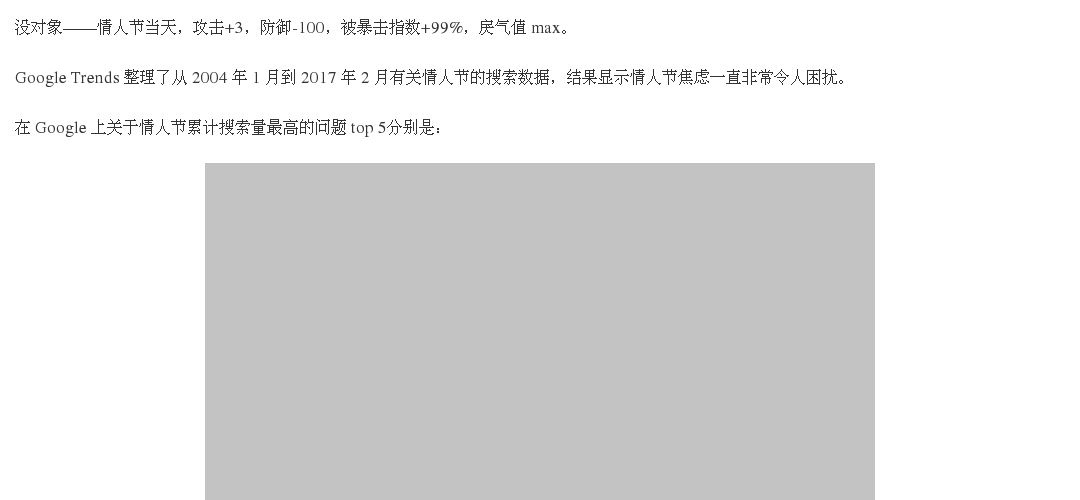 没对象——情人节当天，攻击+3，防御-100，被暴击指数+99%，戾气值 max。
Google Trends 整理了从 2004 年 1 月到 2017 年 2 月有关情人节的搜索数据，结果显示情人节焦虑一直非常令人困扰。
在 Google 上关于情人节累计搜索量最高的问题 top 5分别是：